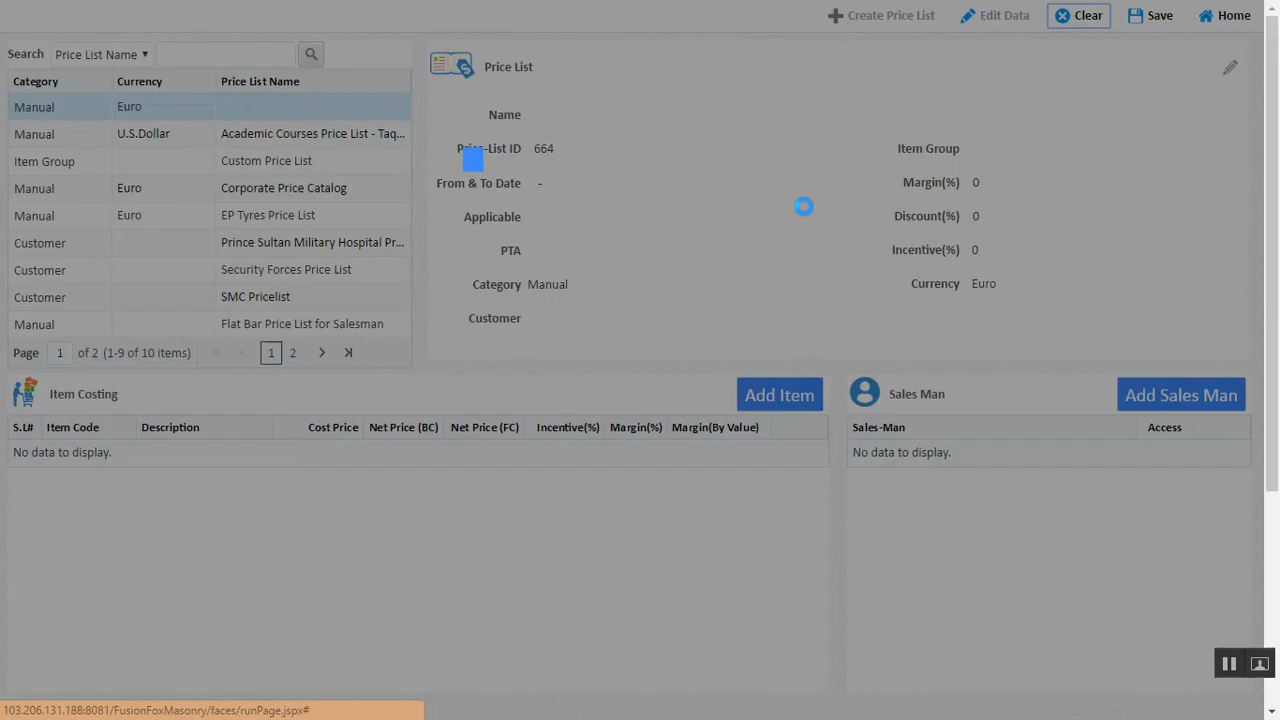 Create Price List Edit Data Clear Save Home
Search Price List Name
Category Currency Price List Name
Manual Euro
Manual U.S.Dollar Academic Courses Price List - Taq...
Item Group Custom Price List
Manual Euro Corporate Price Catalog
Manual Euro EP Tyres Price List
Customer Prince Sultan Military Hospital Pr...
Customer Security Forces Price List
Customer SMC Pricelist
Manual Flat Bar Price List for Salesman
Page 1 of 2 (1-9 of 10 items) 1 2
Price List
Name
Price-List ID 664
From & To Date -
Applicable
PTA
Category Manual
Customer
Item Group
Margin(%) 0
Discount(%) 0
Incentive(%) 0
Currency Euro
Item Costing Add Item
S.L# Item Code Description Cost Price Net Price (BC) Net Price (FC) Incentive(%) Margin(%) Margin(By Value)
No data to display.
Sales Man Add Sales Man
Sales-Man Access
No data to display.
103.206.131.188:8081/FusionFoxMasonry/faces/runPage.jspx#